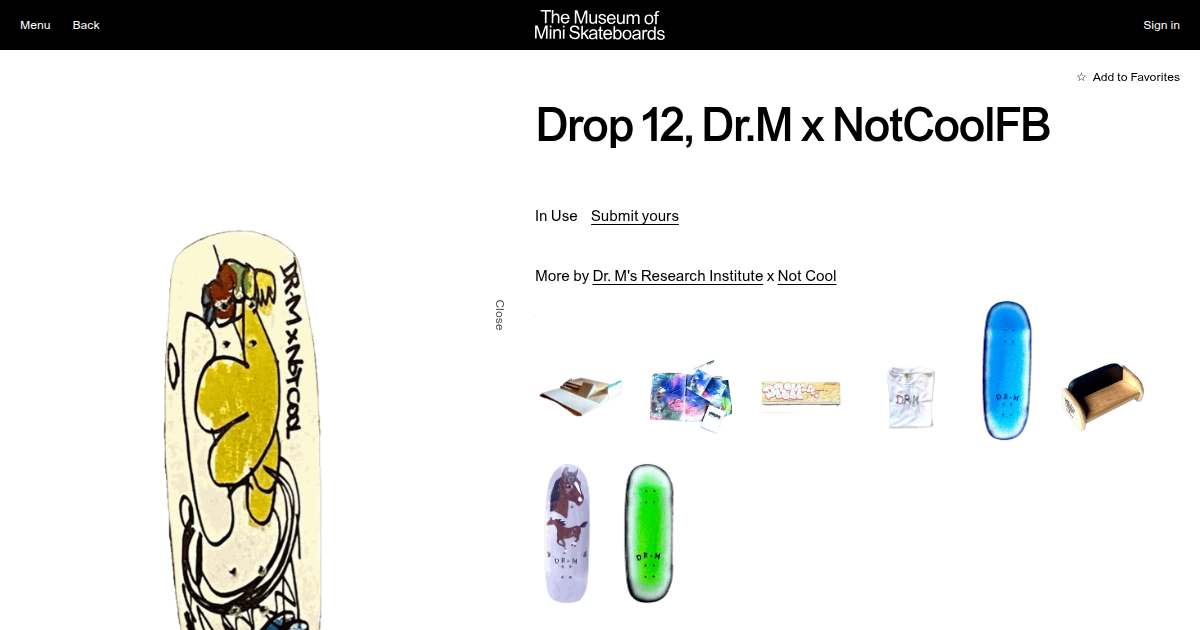 Menu
Back
The Museum of
Mini Skateboards
Sign in
☆ Add to Favorites
Drop 12, Dr.M x NotCoolFB
In Use Submit yours
More by Dr. M's Research Institute x Not Cool
Close
DR-M x NOTCOOL
DR-M
DR-M
DR-M
DR-M